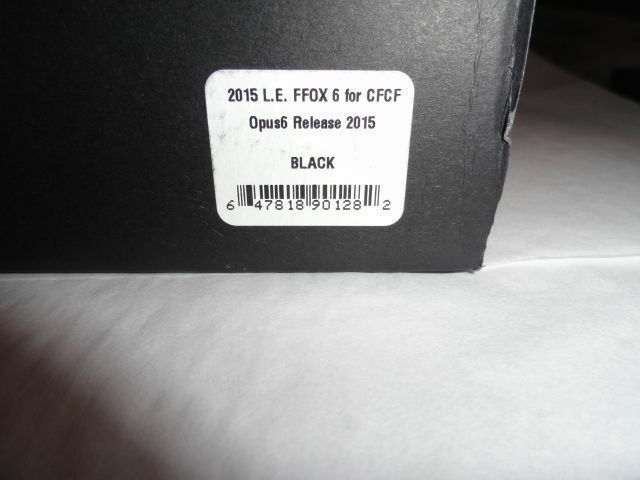 2015 L.E. FFOX 6 for CFCF
Opus6 Release 2015
BLACK
6 47818 90128 2